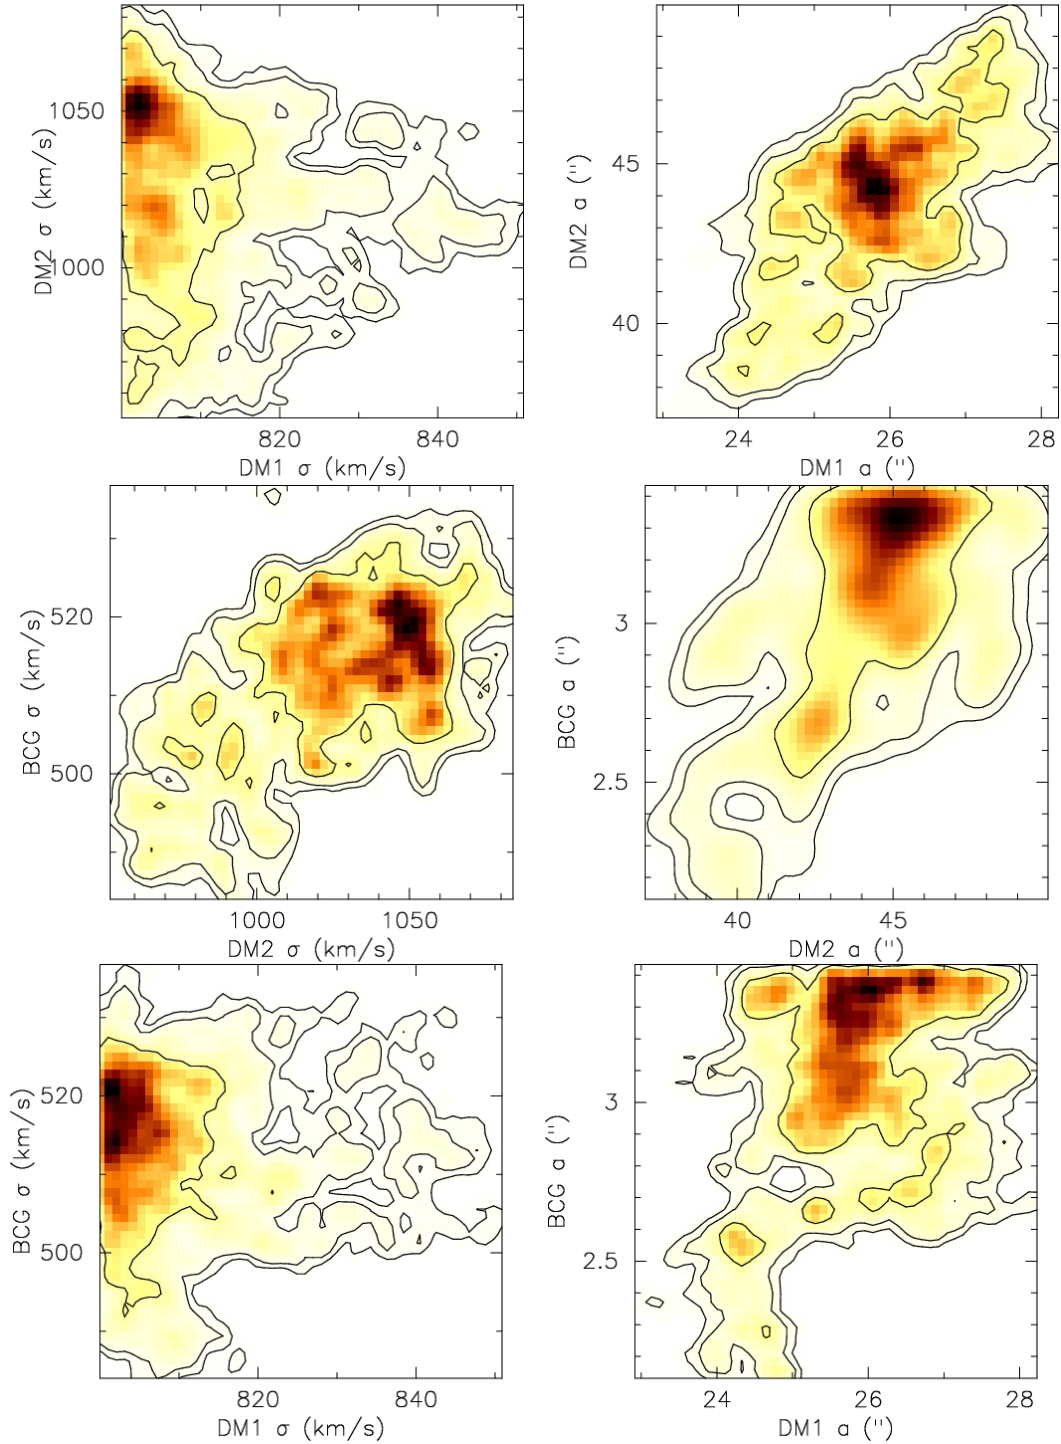 DM2 σ (km/s)
1050
1000
820
840
DM1 σ (km/s)
DM2 a (")
45
40
24
26
28
DM1 a (")
BCG σ (km/s)
520
500
1000
1050
DM2 σ (km/s)
BCG a (")
3
2.5
40
45
DM2 a (")
BCG σ (km/s)
520
500
820
840
DM1 σ (km/s)
BCG a (")
3
2.5
24
26
28
DM1 a (")